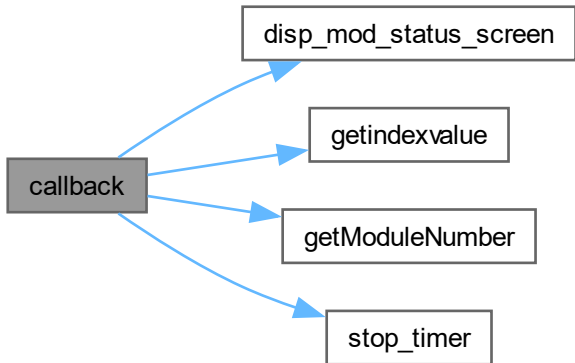 disp_mod_status_screen
getindexvalue
callback
getModuleNumber
stop_timer